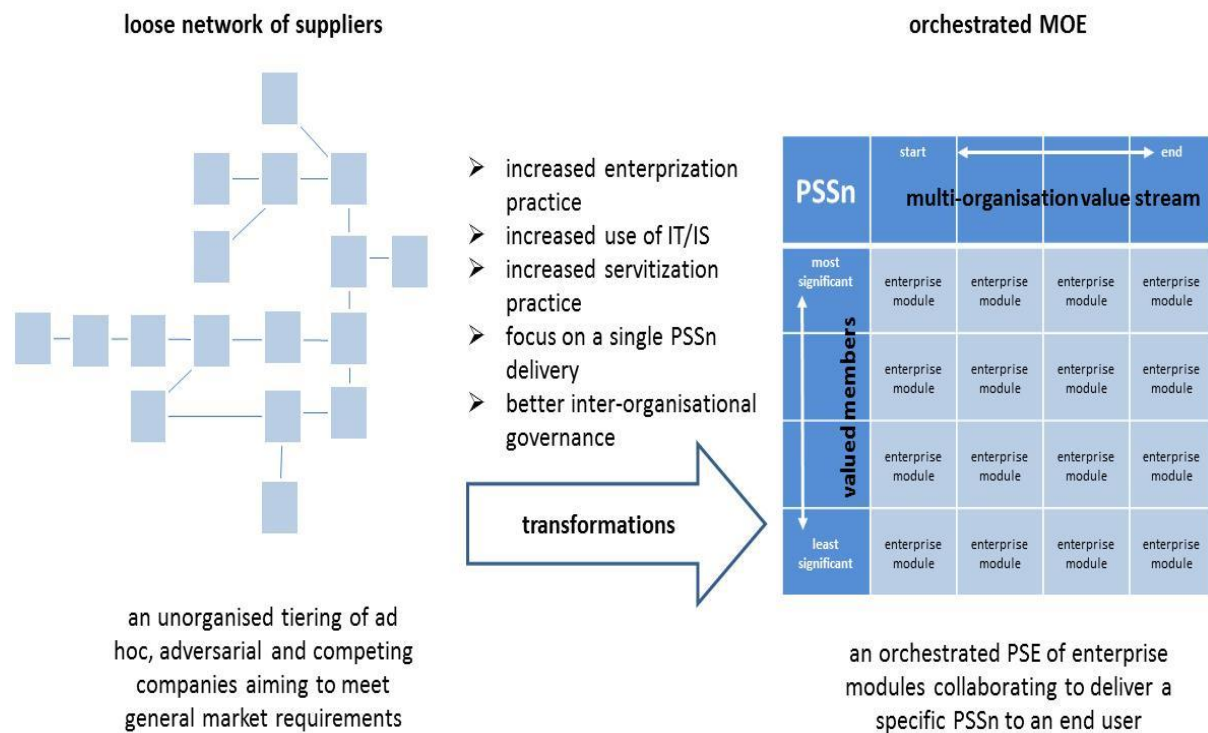 loose network of suppliers
an unorganised tiering of ad
hoc, adversarial and competing
companies aiming to meet
general market requirements
➢ increased enterprization
practice
➢ increased use of IT/IS
➢ increased servitization
practice
➢ focus on a single PSSn
delivery
➢ better inter-organisational
governance
transformations
orchestrated MOE
PSSn
start end
multi-organisation value stream
most
significant
valued members
least
significant
enterprise enterprise enterprise enterprise
module module module module
enterprise enterprise enterprise enterprise
module module module module
enterprise enterprise enterprise enterprise
module module module module
enterprise enterprise enterprise enterprise
module module module module
an orchestrated PSE of enterprise
modules collaborating to deliver a
specific PSSn to an end user